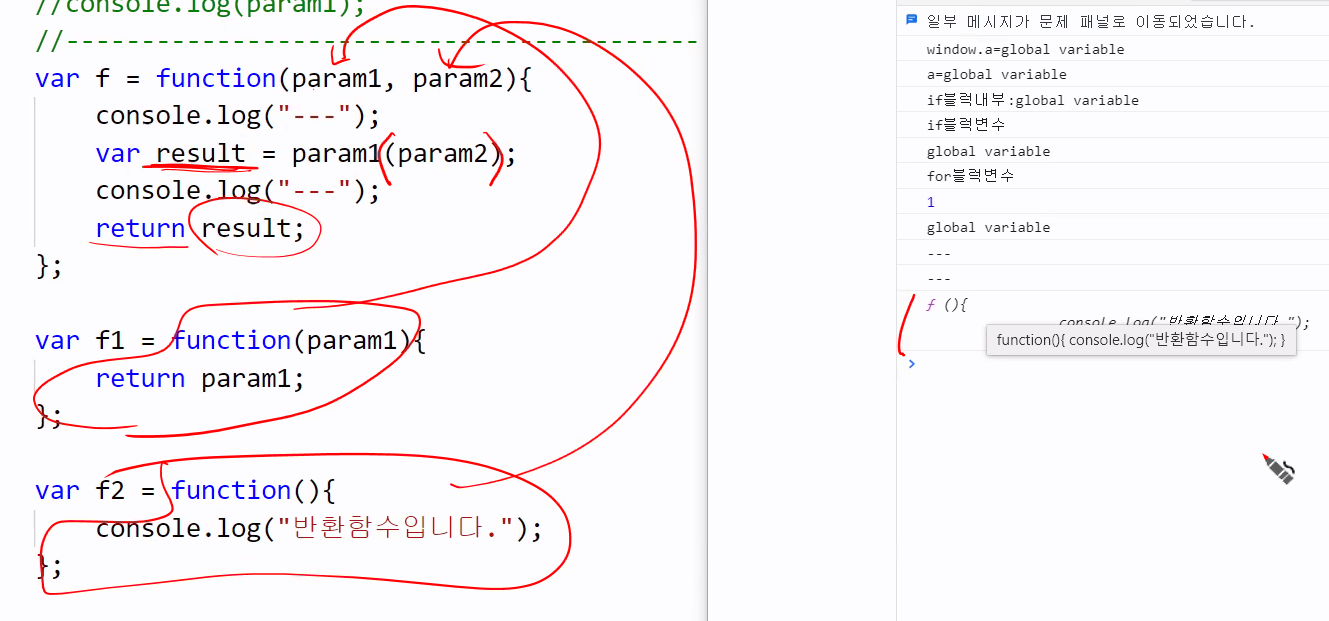 //console.log(param1);
//------------------------------------------
var f = function(param1, param2){
console.log("---");
var result = param1(param2);
console.log("---");
return result;
};
var f1 = function(param1){
return param1;
};
var f2 = function(){
console.log("반환함수입니다.");
};
일부 메시지가 문제 패널로 이동되었습니다.
window.a=global variable
a=global variable
if블럭내부:global variable
if블럭변수
global variable
for블럭변수
1
global variable
---
---
ƒ (){
console.log("반환함수입니다.");
function(){ console.log("반환함수입니다."); }
>